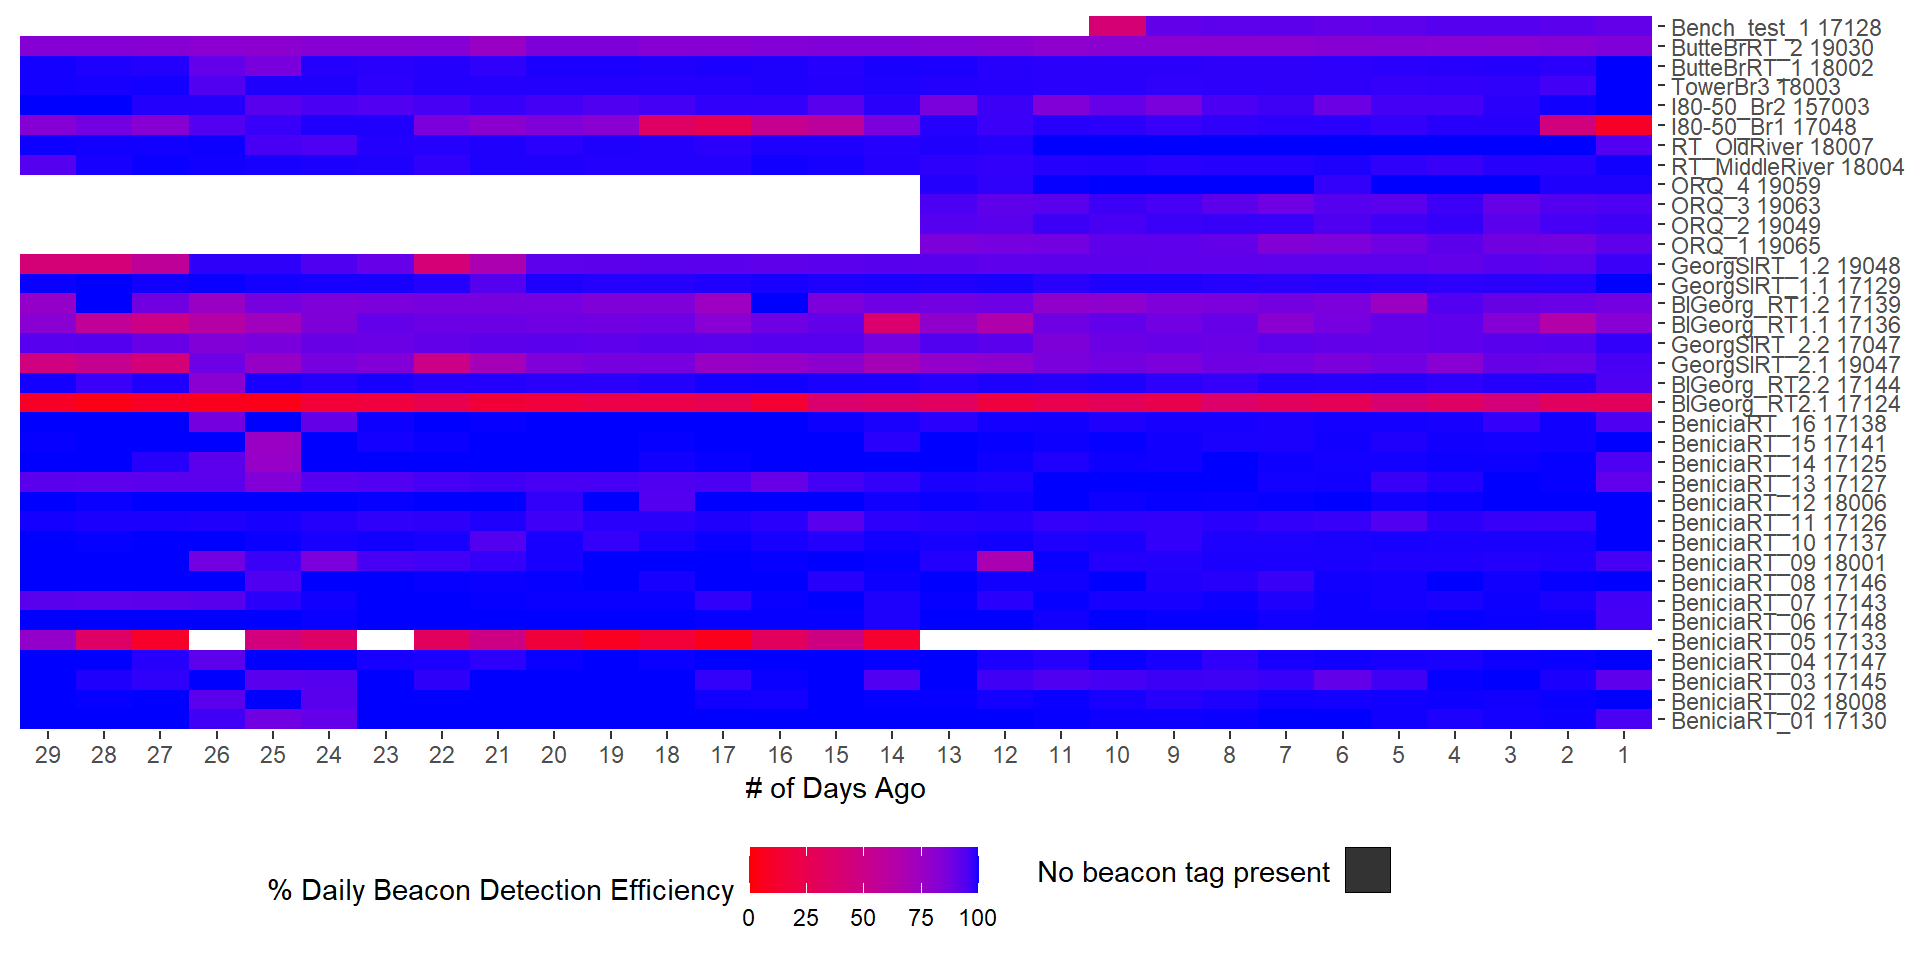 Bench_test_1 17128
ButteBrRT_2 19030
ButteBrRT_1 18002
TowerBr3 18003
I80-50_Br2 157003
I80-50_Br1 17048
RT_OldRiver 18007
RT_MiddleRiver 18004
ORQ_4 19059
ORQ_3 19063
ORQ_2 19049
ORQ_1 19065
GeorgSlRT_1.2 19048
GeorgSlRT_1.1 17129
BlGeorg_RT1.2 17139
BlGeorg_RT1.1 17136
GeorgSlRT_2.2 17047
GeorgSlRT_2.1 19047
BlGeorg_RT2.2 17144
BlGeorg_RT2.1 17124
BeniciaRT_16 17138
BeniciaRT_15 17141
BeniciaRT_14 17125
BeniciaRT_13 17127
BeniciaRT_12 18006
BeniciaRT_11 17126
BeniciaRT_10 17137
BeniciaRT_09 18001
BeniciaRT_08 17146
BeniciaRT_07 17143
BeniciaRT_06 17148
BeniciaRT_05 17133
BeniciaRT_04 17147
BeniciaRT_03 17145
BeniciaRT_02 18008
BeniciaRT_01 17130
29 28 27 26 25 24 23 22 21 20 19 18 17 16 15 14 13 12 11 10 9 8 7 6 5 4 3 2 1
# of Days Ago
% Daily Beacon Detection Efficiency
0 25 50 75 100
No beacon tag present